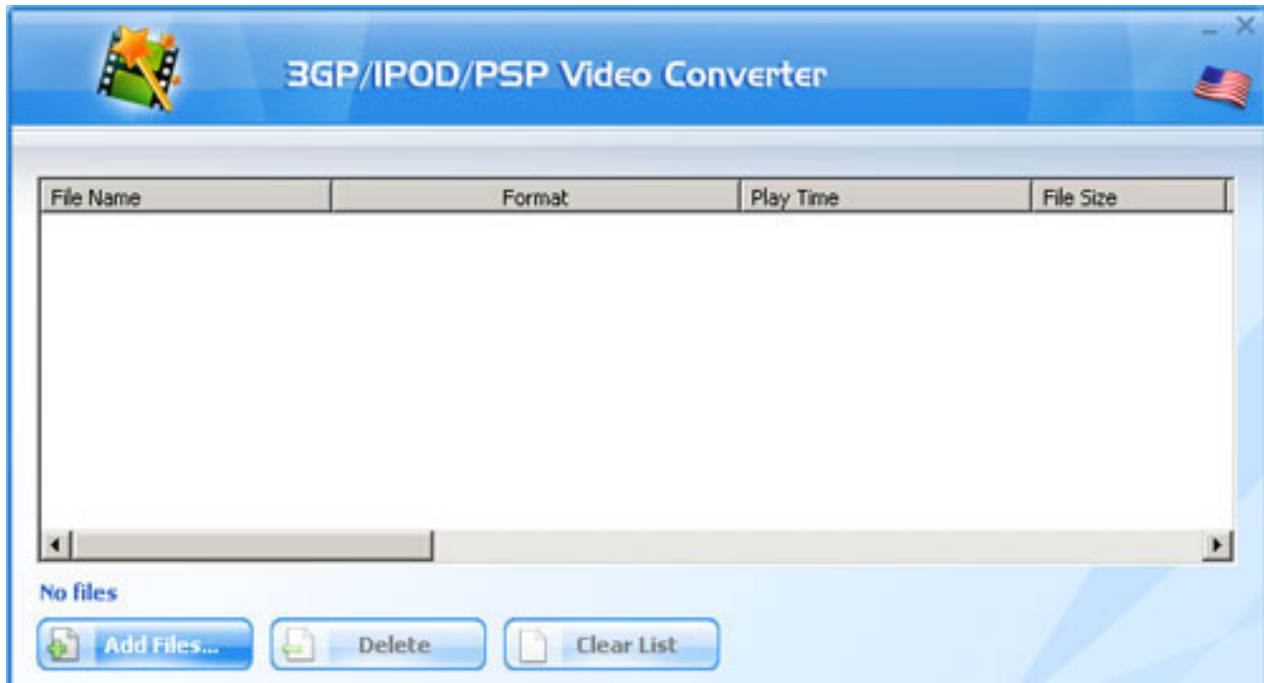 3GP/IPOD/PSP Video Converter
File Name Format Play Time File Size
No files
Add Files... Delete Clear List